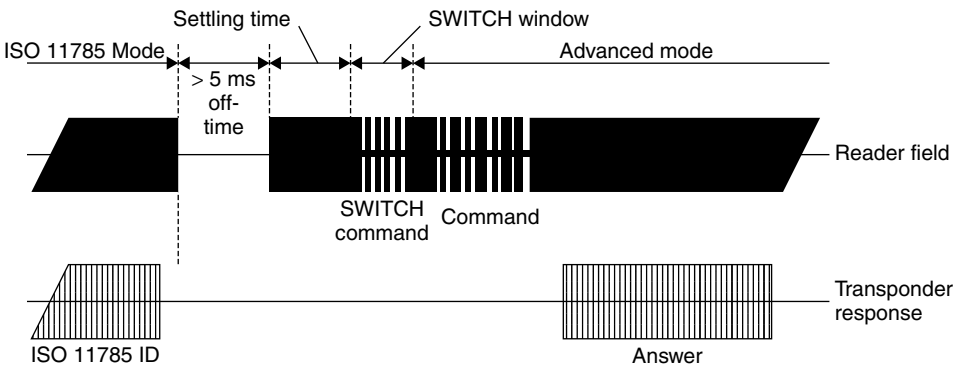 Settling time
SWITCH window
ISO 11785 Mode
Advanced mode
> 5 ms
off-
time
Reader field
SWITCH
command
Command
Transponder
response
ISO 11785 ID
Answer